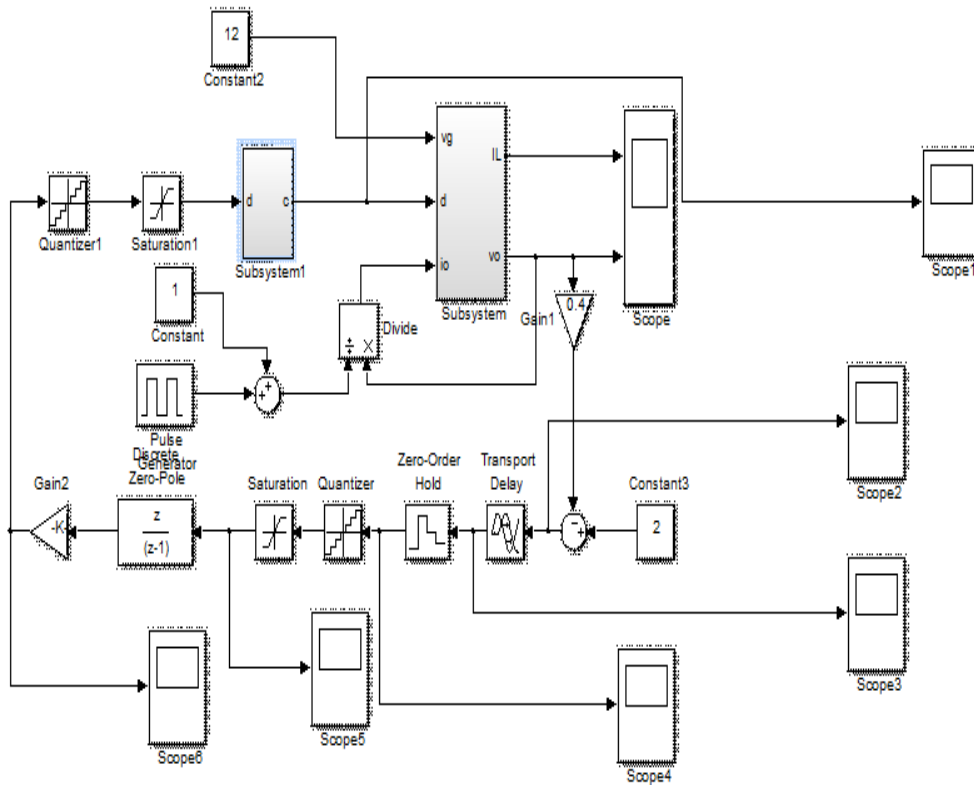 12
Constant2
vg
IL
d
c
d
Quantizer1
Saturation1
Subsystem1
vo
io
Scope1
1
Constant
Subsystem
Gain1
0.4
Scope
Divide
÷
×
+
+
Pulse
Generator
Discrete
Zero-Pole
Scope2
Gain2
Saturation
Quantizer
Zero-Order
Hold
Transport
Delay
Constant3
-K-
z
(z-1)
−
+
2
Scope3
Scope5
Scope6
Scope4